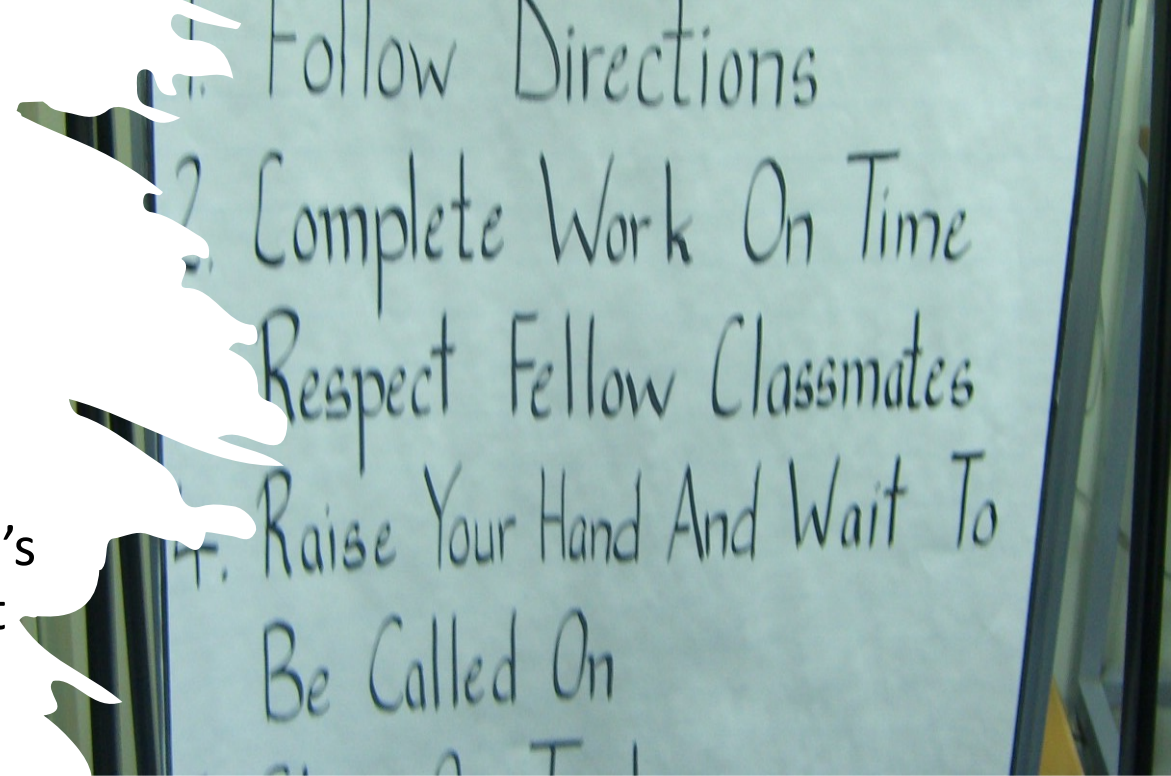 1. Follow Directions
2. Complete Work On Time
Respect Fellow Classmates
4. Raise Your Hand And Wait To
Be Called On
's
t